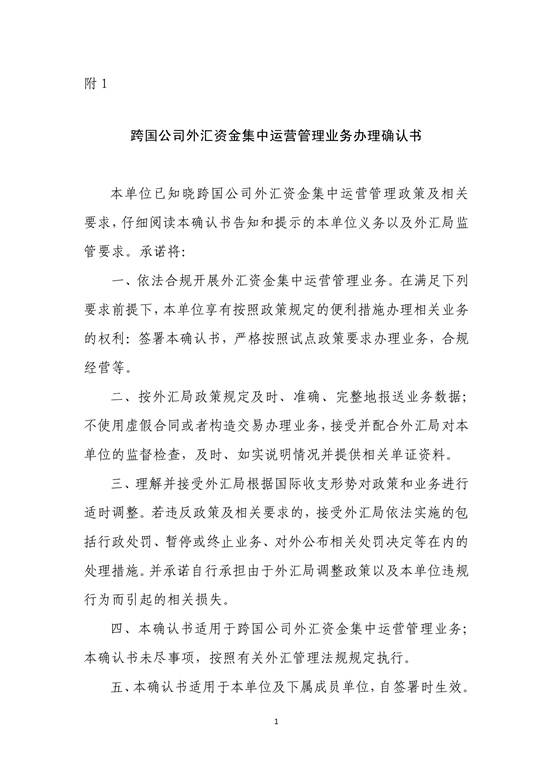 附 1
跨国公司外汇资金集中运营管理业务办理确认书
本单位已知晓跨国公司外汇资金集中运营管理政策及相关
要求，仔细阅读本确认书告知和提示的本单位义务以及外汇局监
管要求。承诺将：
一、依法合规开展外汇资金集中运营管理业务。在满足下列
要求前提下，本单位享有按照政策规定的便利措施办理相关业务
的权利：签署本确认书，严格按照试点政策要求办理业务，合规
经营等。
二、按外汇局政策规定及时、准确、完整地报送业务数据；
不使用虚假合同或者构造交易办理业务，接受并配合外汇局对本
单位的监督检查，及时、如实说明情况并提供相关单证资料。
三、理解并接受外汇局根据国际收支形势对政策和业务进行
适时调整。若违反政策及相关要求的，接受外汇局依法实施的包
括行政处罚、暂停或终止业务、对外公布相关处罚决定等在内的
处理措施。并承诺自行承担由于外汇局调整政策以及本单位违规
行为而引起的相关损失。
四、本确认书适用于跨国公司外汇资金集中运营管理业务；
本确认书未尽事项，按照有关外汇管理法规规定执行。
五、本确认书适用于本单位及下属成员单位，自签署时生效。
1